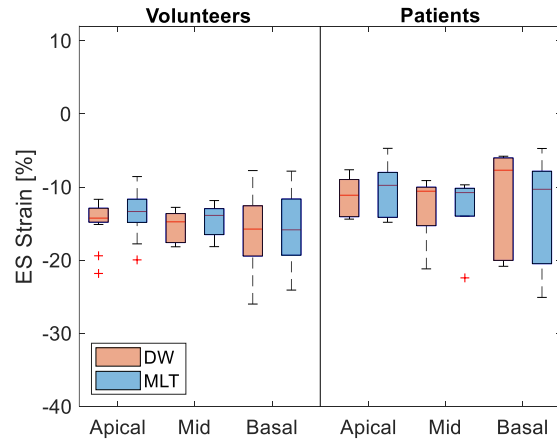 Volunteers Patients
10
0
-10
-20
-30
-40
ES Strain [%]
DW
MLT
Apical Mid Basal Apical Mid Basal